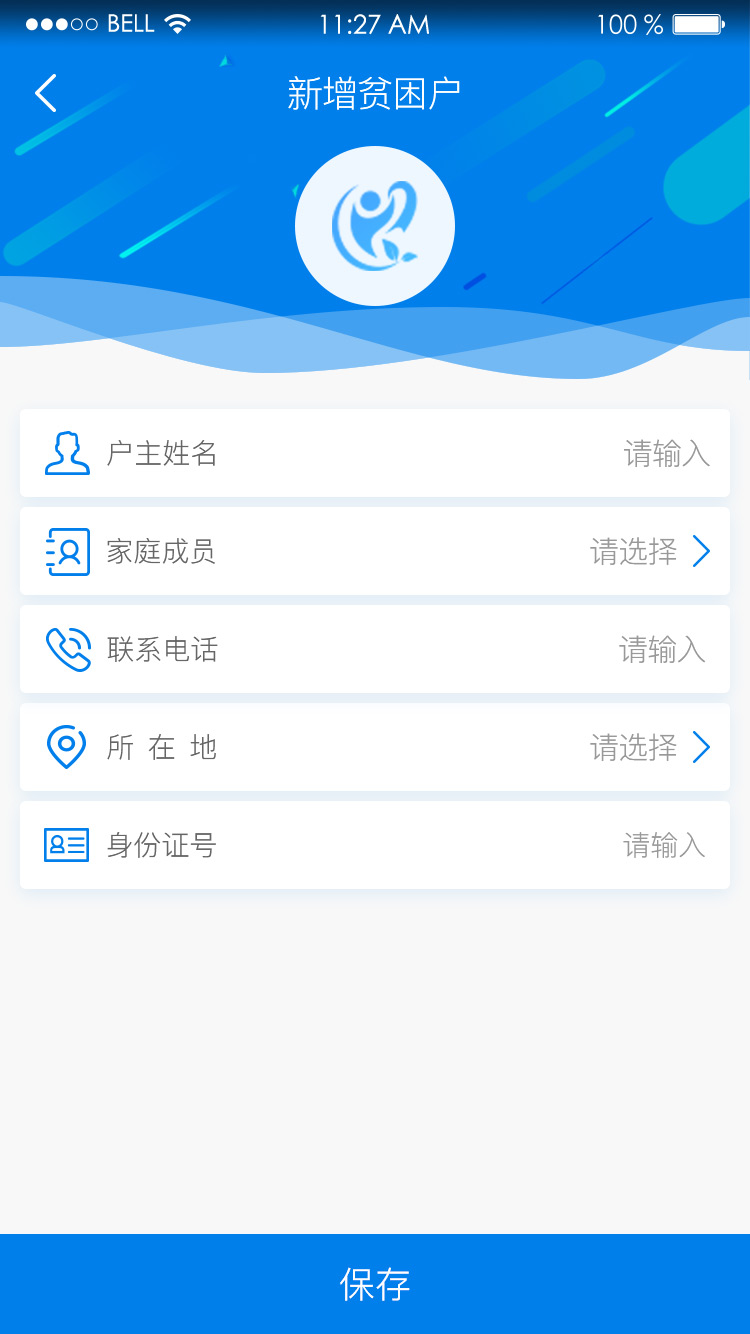 BELL 11:27 AM 100 %
新增贫困户
户主姓名 请输入
家庭成员 请选择
联系电话 请输入
所在地 请选择
身份证号 请输入
保存